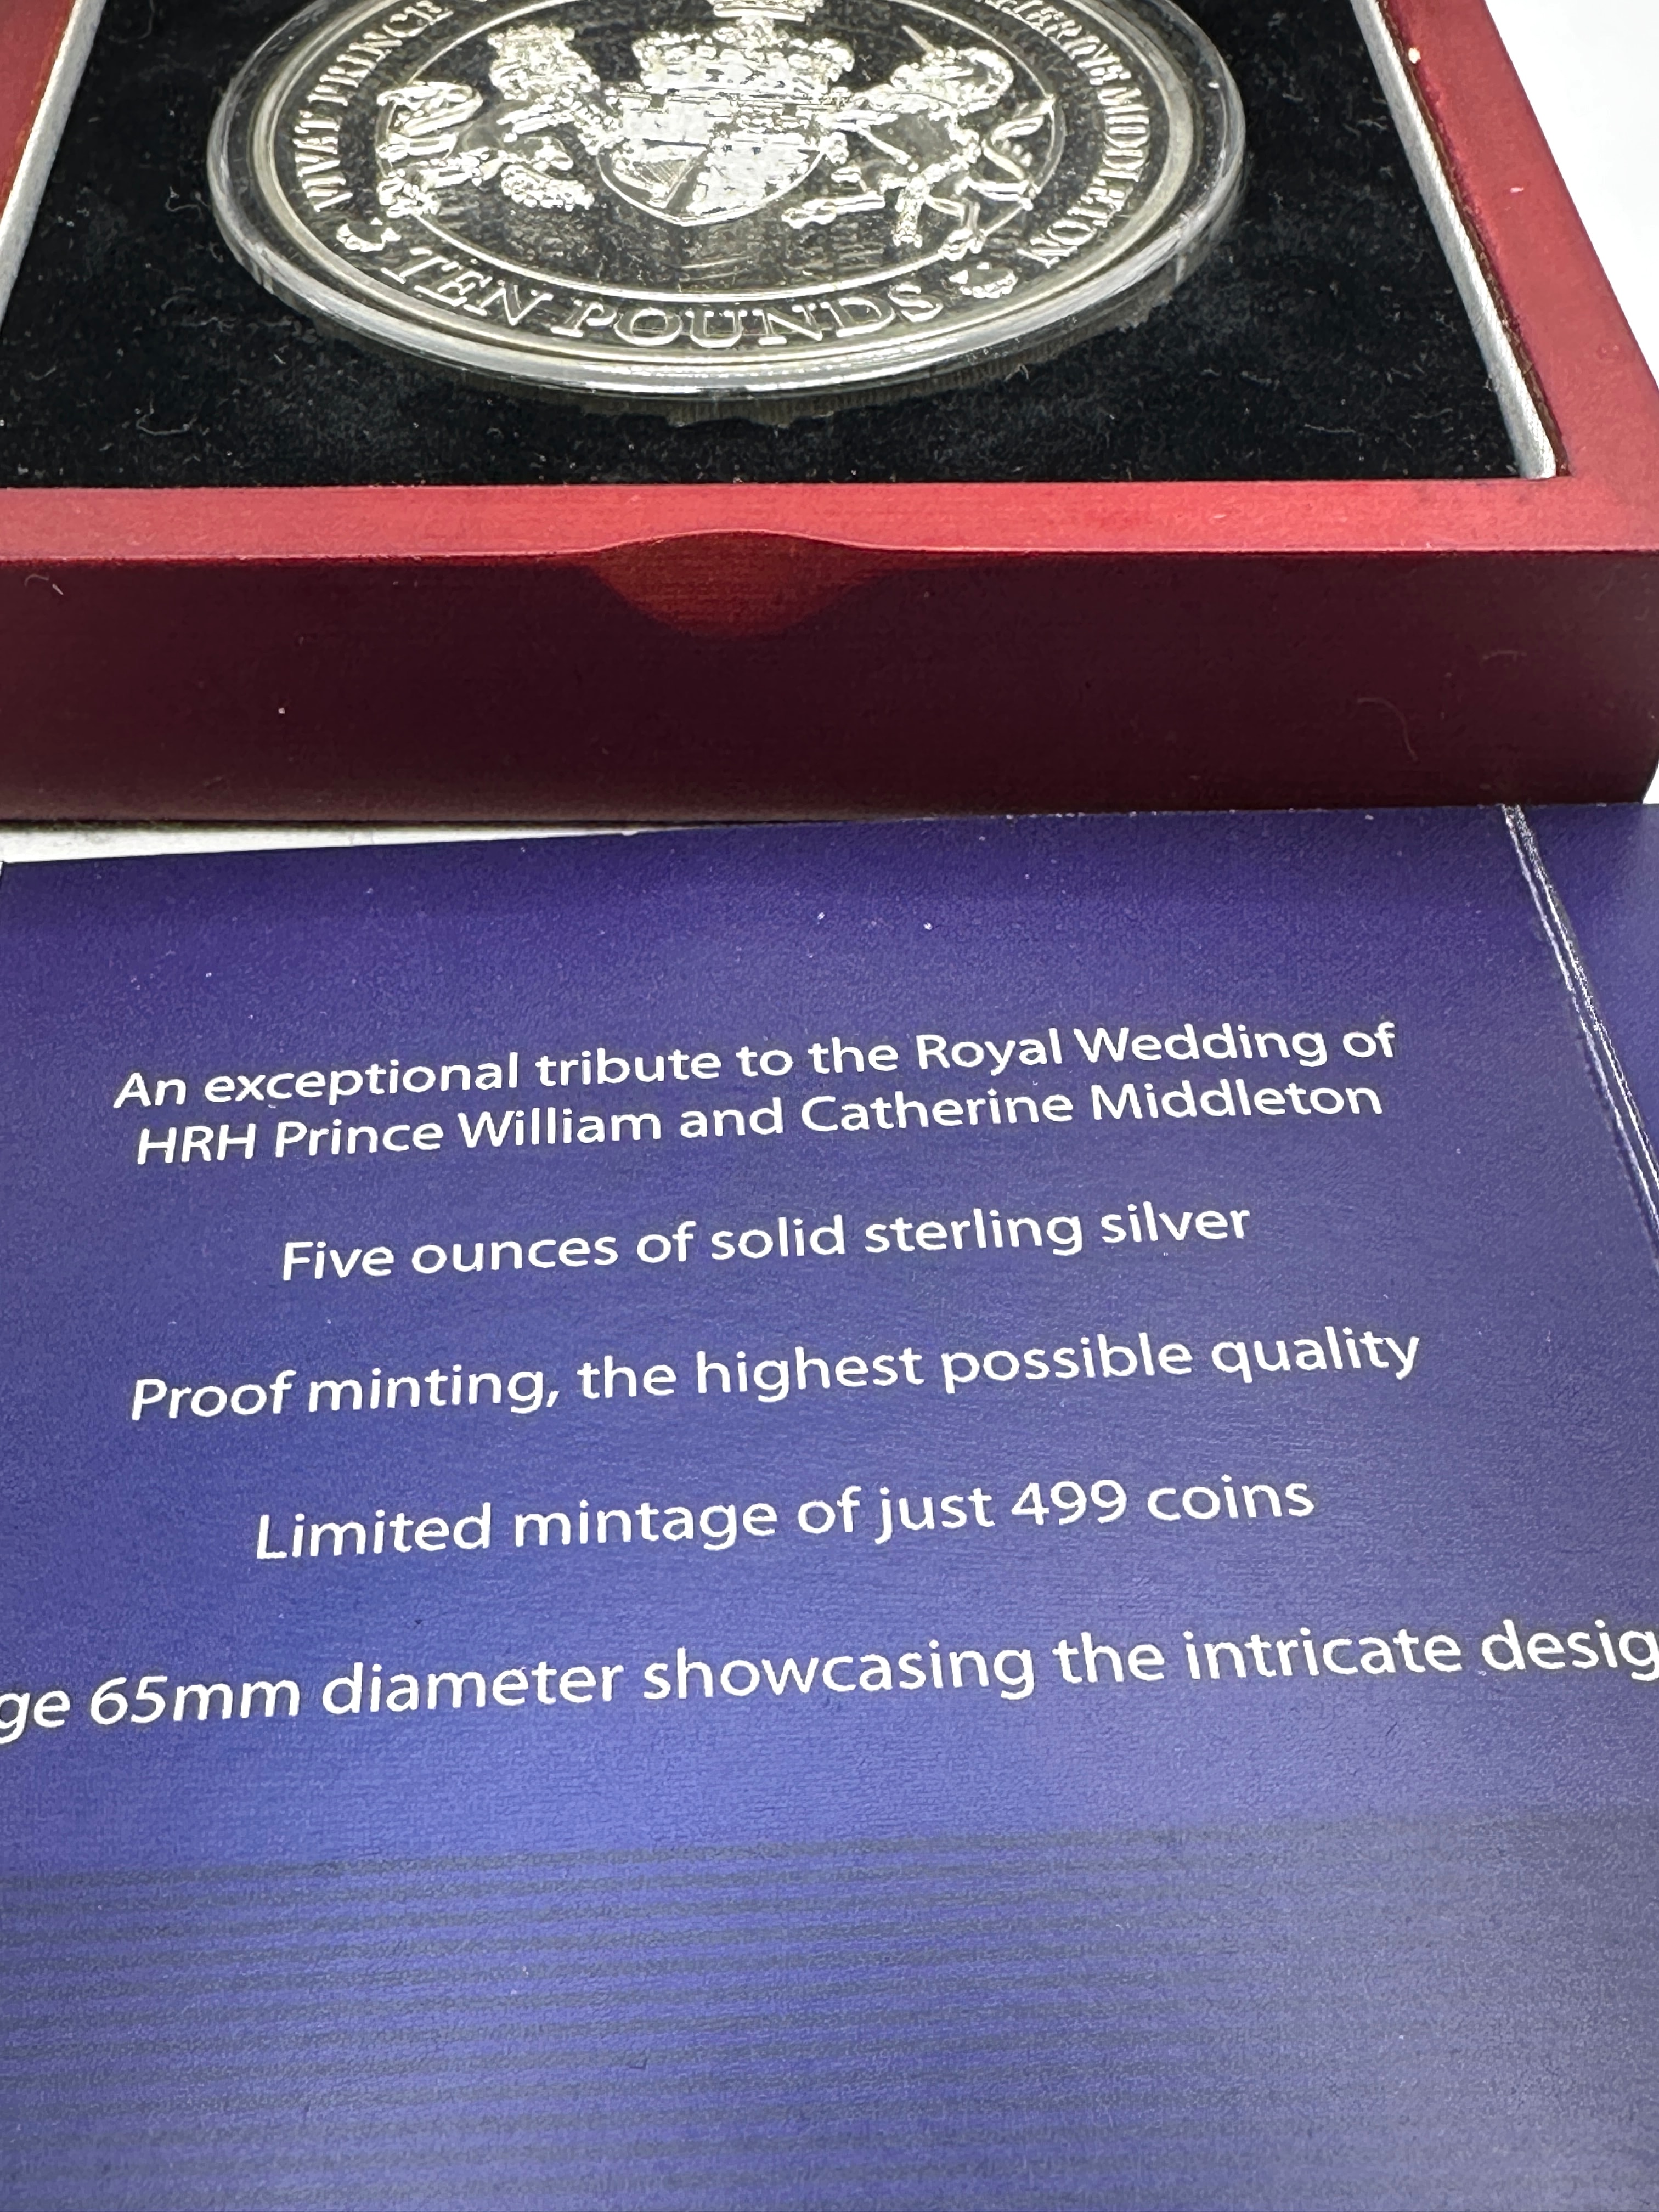 VIVAT PRINCE
MIDDLETON
TEN POUNDS
An exceptional tribute to the Royal Wedding of
HRH Prince William and Catherine Middleton
Five ounces of solid sterling silver
Proof minting, the highest possible quality
Limited mintage of just 499 coins
ge 65mm diameter showcasing the intricate desig